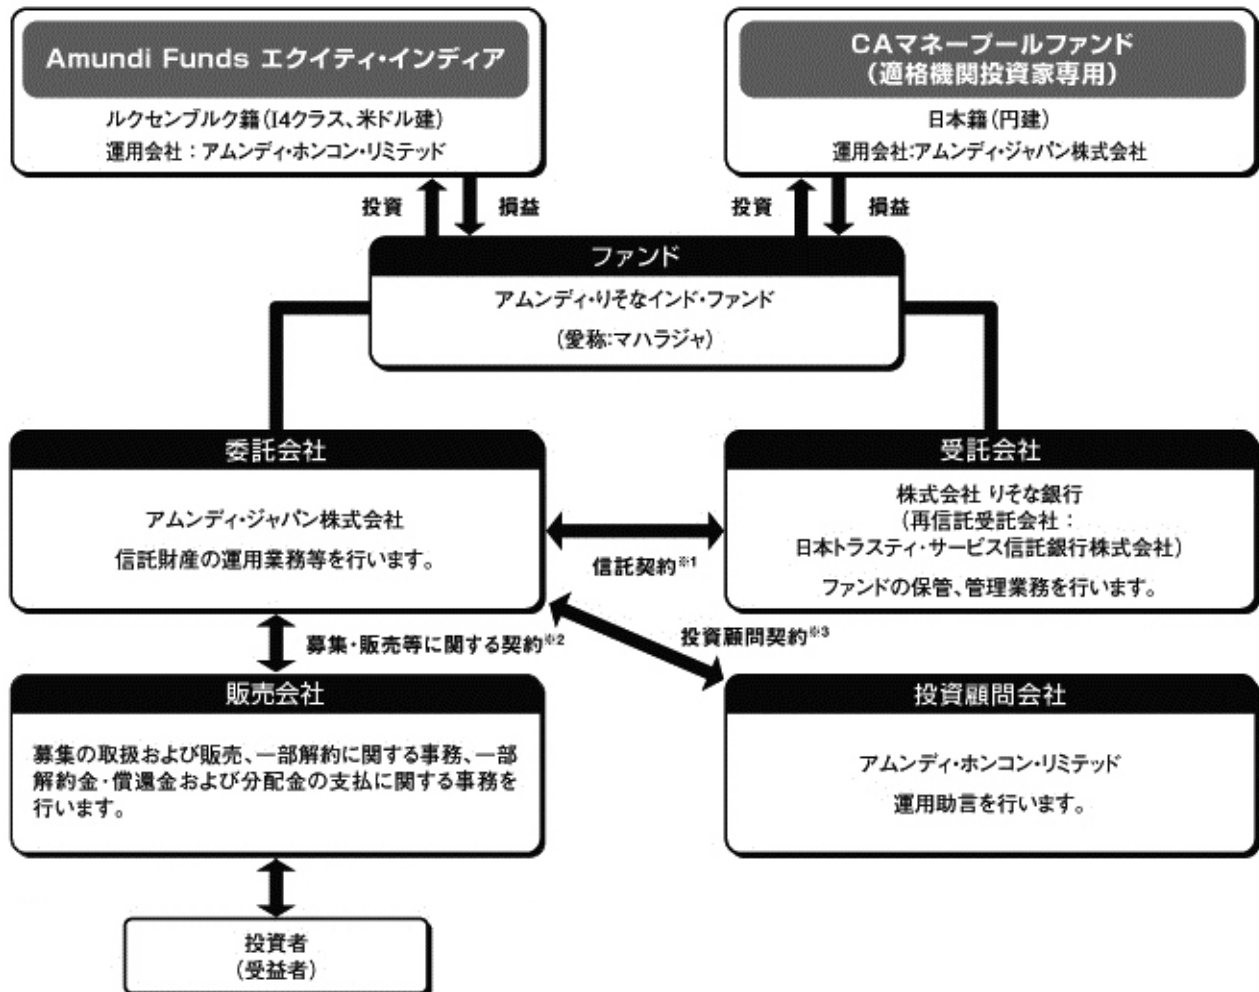 Amundi Funds エクイティ・インディア
ルクセンブルク籍(I4クラス、米ドル建)
運用会社：アムンディ・ホンコン・リミテッド
CAマネープールファンド
(適格機関投資家専用)
日本籍(円建)
運用会社:アムンディ・ジャパン株式会社
投資
損益
投資
損益
ファンド
アムンディ・りそなインド・ファンド
(愛称:マハラジャ)
委託会社
アムンディ・ジャパン株式会社
信託財産の運用業務等を行います。
信託契約※1
受託会社
株式会社 りそな銀行
(再信託受託会社：
日本トラスティ・サービス信託銀行株式会社)
ファンドの保管、管理業務を行います。
募集・販売等に関する契約※2
投資顧問契約※3
販売会社
募集の取扱および販売、一部解約に関する事務、一部
解約金・償還金および分配金の支払に関する事務を
行います。
投資顧問会社
アムンディ・ホンコン・リミテッド
運用助言を行います。
投資者
(受益者)